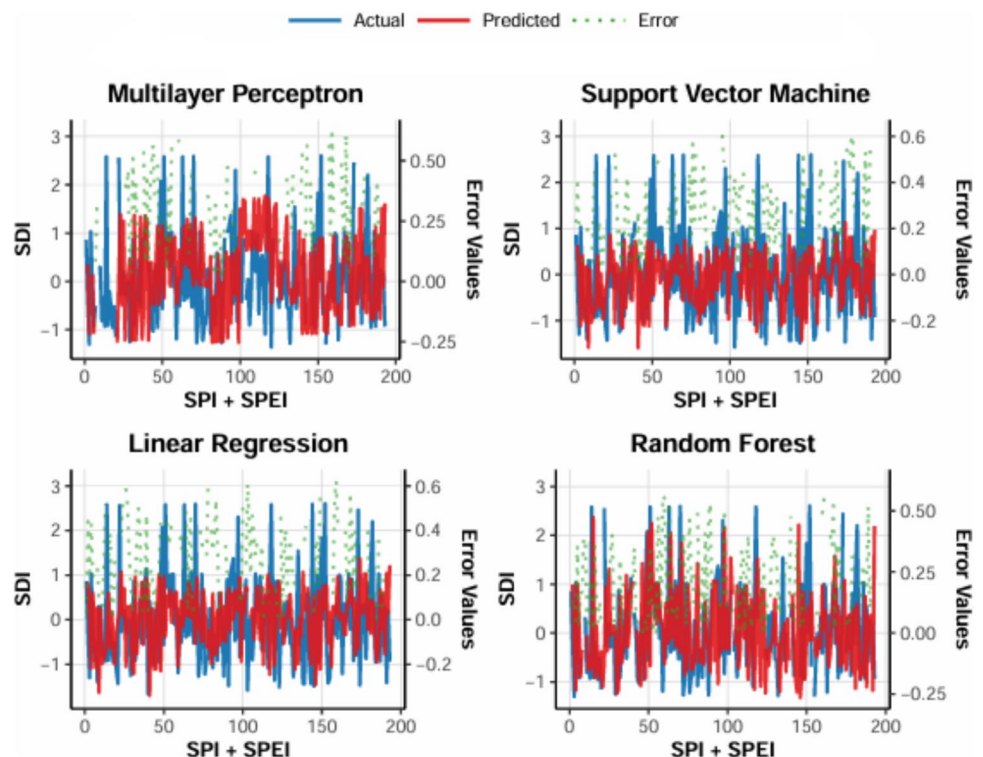 Actual Predicted Error
Multilayer Perceptron
3
2
1
0
−1
0.50
0.25
0.00
−0.25
SDI
Error Values
0 50 100 150 200
SPI + SPEI
Support Vector Machine
3
2
1
0
−1
0.6
0.4
0.2
0.0
−0.2
SDI
Error Values
0 50 100 150 200
SPI + SPEI
Linear Regression
3
2
1
0
−1
0.6
0.4
0.2
0.0
−0.2
SDI
Error Values
0 50 100 150 200
SPI + SPEI
Random Forest
3
2
1
0
−1
0.50
0.25
0.00
−0.25
SDI
Error Values
0 50 100 150 200
SPI + SPEI